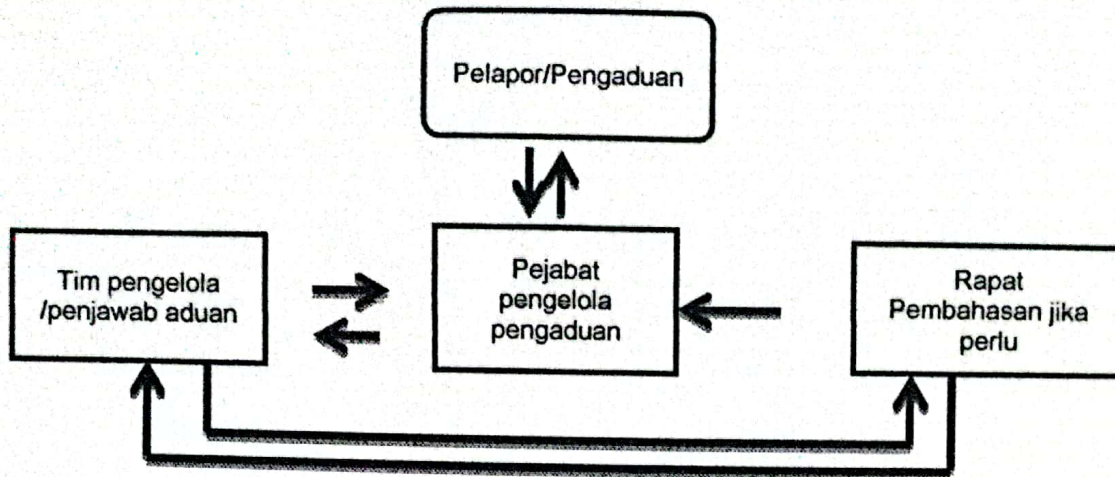 Pelapor/Pengaduan
Tim pengelola
/penjawab aduan
Pejabat
pengelola
pengaduan
Rapat
Pembahasan jika
perlu